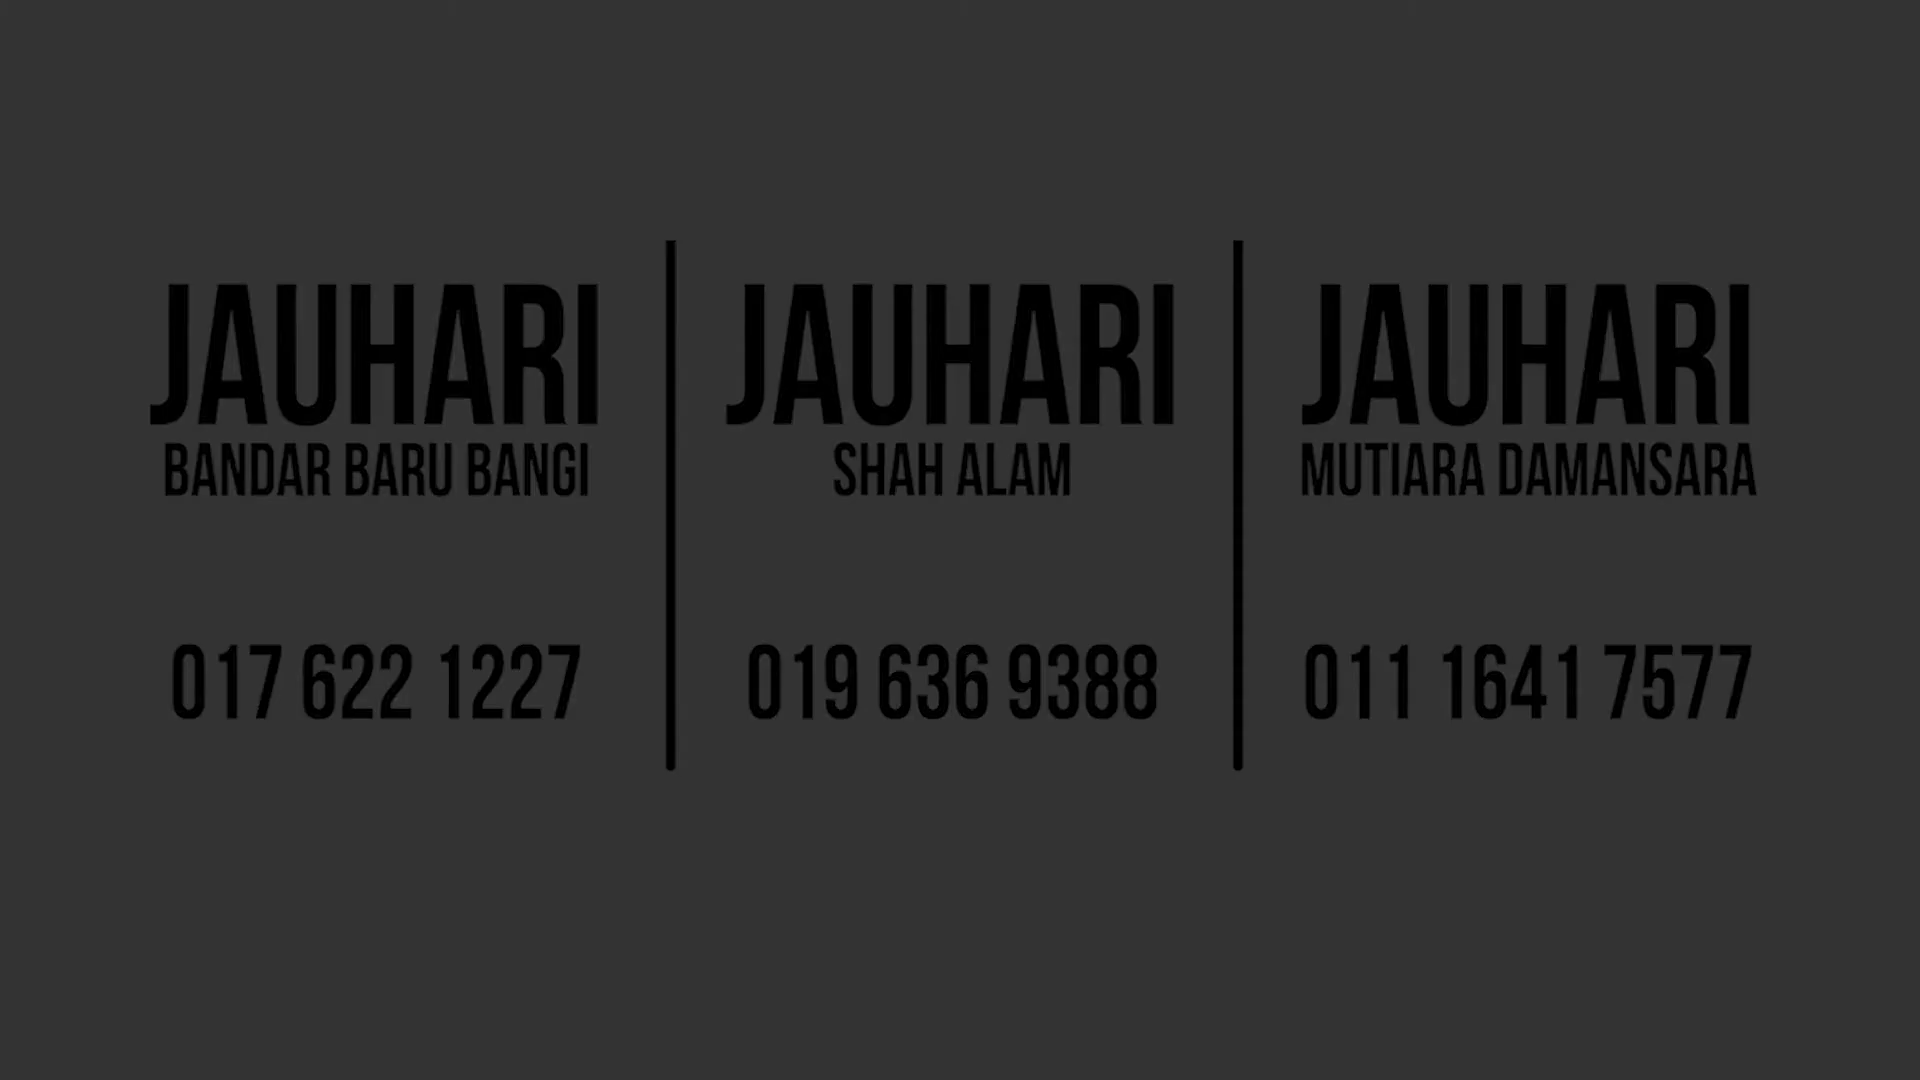 JAUHARI
BANDAR BARU BANGI
017 622 1227
JAUHARI
SHAH ALAM
019 636 9388
JAUHARI
MUTIARA DAMANSARA
011 1641 7577